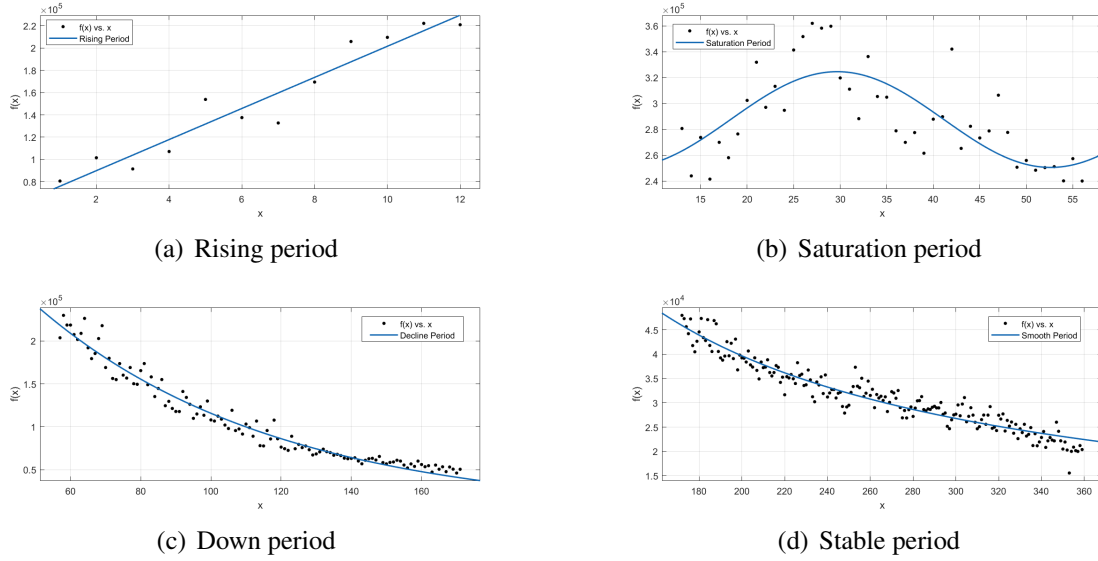 ×10^5
f(x) vs. x
Rising Period
2.2
2
1.8
1.6
1.4
1.2
1
0.8
f(x)
2 4 6 8 10 12
x
(a) Rising period
×10^5
f(x) vs. x
Saturation Period
3.6
3.4
3.2
3
2.8
2.6
2.4
f(x)
15 20 25 30 35 40 45 50 55
x
(b) Saturation period
×10^5
f(x) vs. x
Decline Period
2
1.5
1
0.5
f(x)
60 80 100 120 140 160
x
(c) Down period
×10^4
f(x) vs. x
Smooth Period
4.5
4
3.5
3
2.5
2
1.5
f(x)
180 200 220 240 260 280 300 320 340 360
x
(d) Stable period